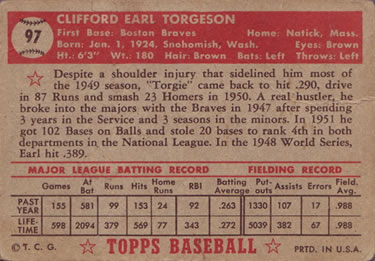 97
CLIFFORD EARL TORGESON
First Base: Boston Braves Home: Natick, Mass.
Born: Jan. 1, 1924, Snohomish, Wash. Eyes: Brown
Ht.: 6'3" Wt.: 180 Hair: Brown Bats: Left Throws: Left
Despite a shoulder injury that sidelined him most of
the 1949 season, "Torgie" came back to hit .290, drive
in 87 Runs and smash 23 Homers in 1950. A real hustler, he
broke into the majors with the Braves in 1947 after spending
3 years in the Service and 3 seasons in the minors. In 1951 he
got 102 Bases on Balls and stole 20 bases to rank 4th in both
departments in the National League. In the 1948 World Series,
Earl hit .389.
MAJOR LEAGUE BATTING RECORD FIELDING RECORD
Games At Bat Runs Hits Home Runs RBI Batting Average Put-outs Assists Errors Field. Avg.
PAST YEAR 155 581 99 153 24 92 .263 1330 107 17 .988
LIFE-TIME 598 2094 379 567 77 343 .272 5039 382 67 .988
© T. C. G. TOPPS BASEBALL PRTD. IN U.S.A.